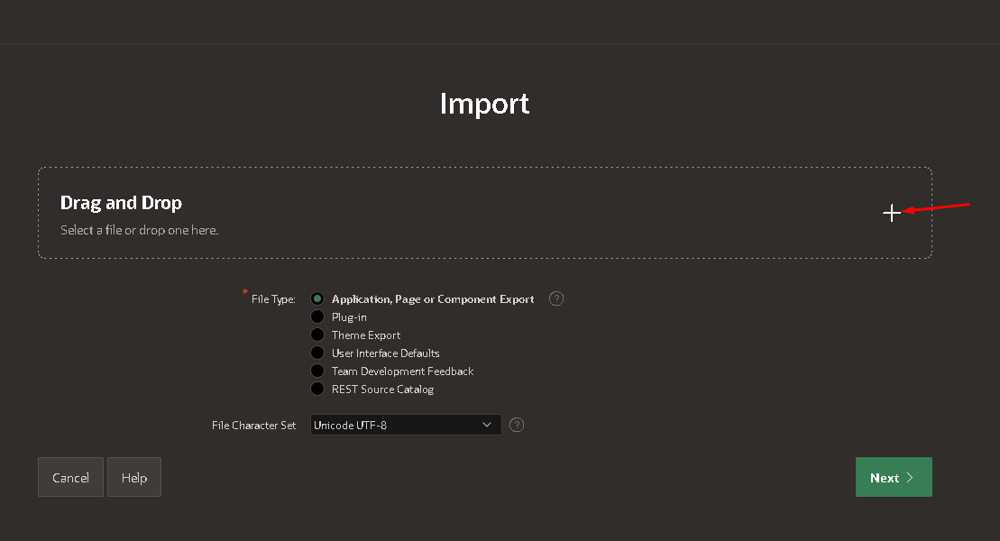 Import
Drag and Drop
Select a file or drop one here.
* File Type:
Application, Page or Component Export
Plug-in
Theme Export
User Interface Defaults
Team Development Feedback
REST Source Catalog
File Character Set
Unicode UTF-8
Cancel
Help
Next